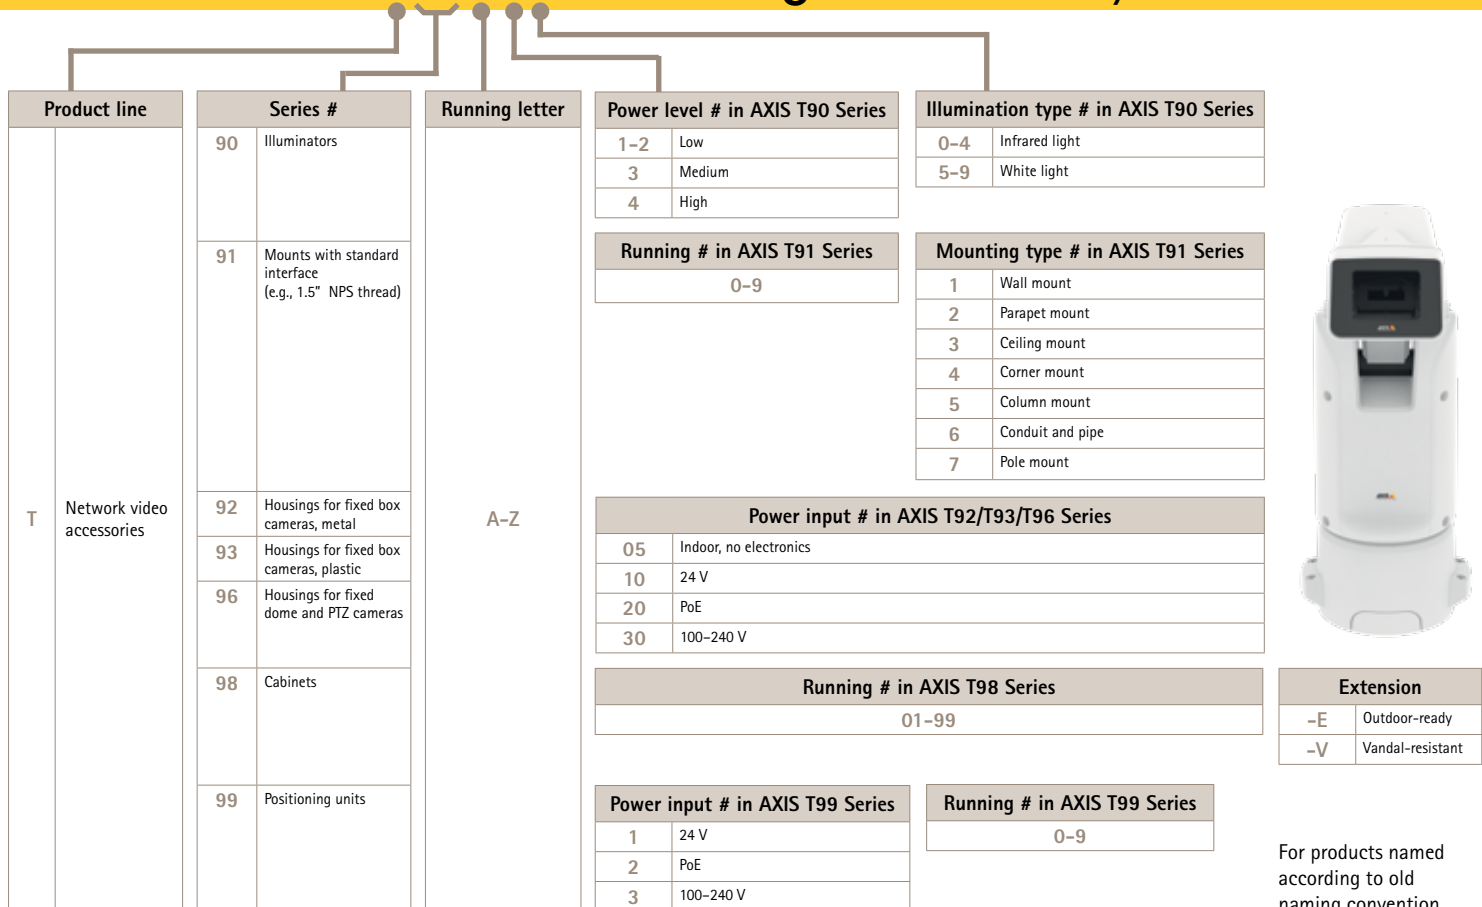 Product line
T
Network video
accessories
Series #
90
Illuminators
91
Mounts with standard
interface
(e.g., 1.5" NPS thread)
92
Housings for fixed box
cameras, metal
93
Housings for fixed box
cameras, plastic
96
Housings for fixed
dome and PTZ cameras
98
Cabinets
99
Positioning units
Running letter
A-Z
Power level # in AXIS T90 Series
1-2
Low
3
Medium
4
High
Illumination type # in AXIS T90 Series
0-4
Infrared light
5-9
White light
Running # in AXIS T91 Series
0-9
Mounting type # in AXIS T91 Series
1
Wall mount
2
Parapet mount
3
Ceiling mount
4
Corner mount
5
Column mount
6
Conduit and pipe
7
Pole mount
Power input # in AXIS T92/T93/T96 Series
05
Indoor, no electronics
10
24 V
20
PoE
30
100-240 V
Running # in AXIS T98 Series
01-99
Power input # in AXIS T99 Series
1
24 V
2
PoE
3
100-240 V
Running # in AXIS T99 Series
0-9
Extension
-E
Outdoor-ready
-V
Vandal-resistant
For products named
according to old
naming convention